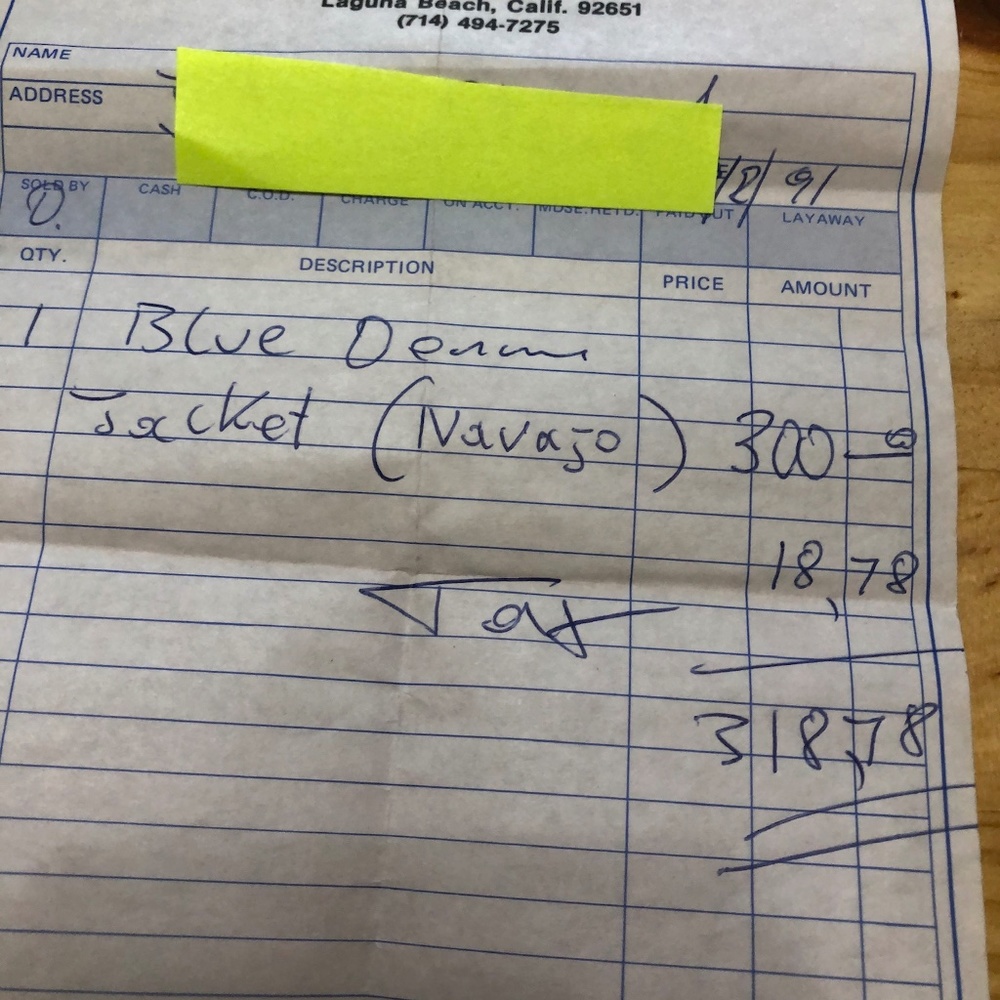 Laguna Beach, Calif. 92651
(714) 494-7275
NAME
ADDRESS
/8/91
SOLD BY CASH C.O.D. CHARGE ON ACCT. MDSE. RETD. PAID OUT LAYAWAY
QTY. DESCRIPTION PRICE AMOUNT
1 Blue Denim
Jacket (Navajo) 300 —
18,78
Tax
318,78